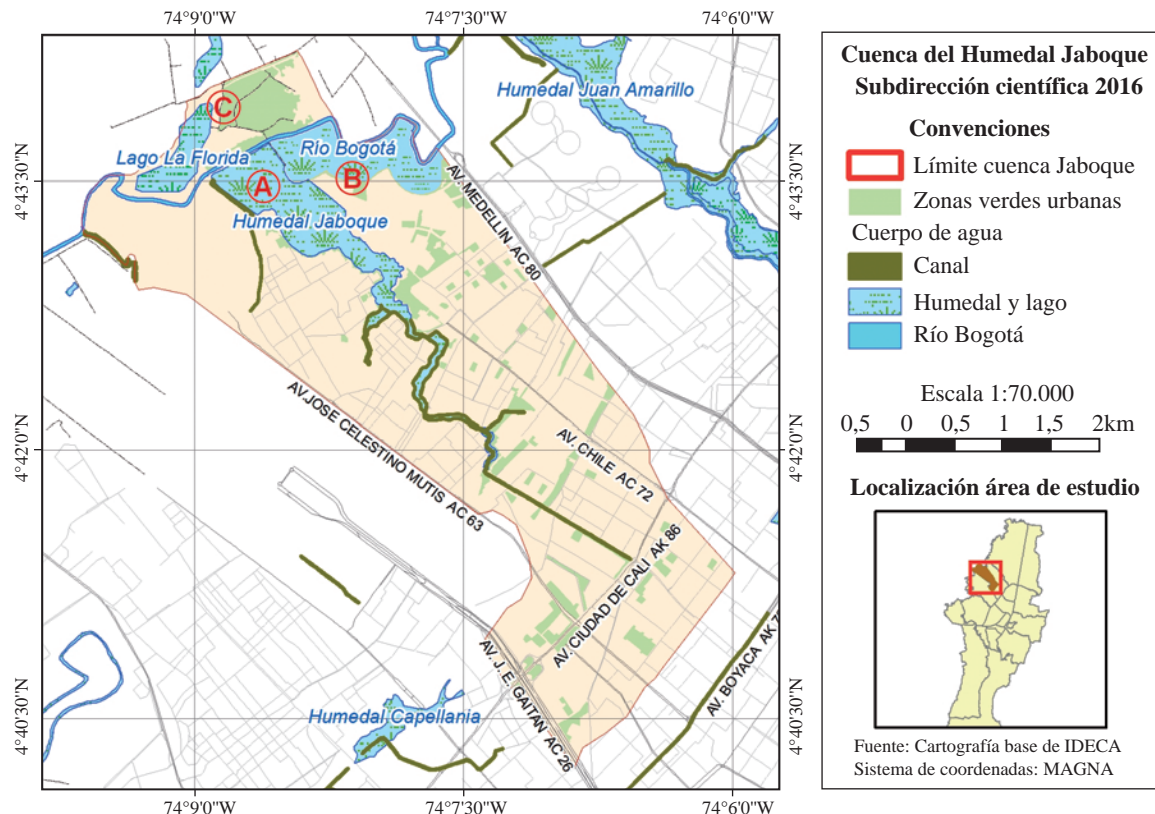 74°9'0"W
74°7'30"W
74°6'0"W
4°43'30"N
4°42'0"N
4°40'30"N
4°43'30"N
4°42'0"N
4°40'30"N
74°9'0"W
74°7'30"W
74°6'0"W
C
Humedal Juan Amarillo
Lago La Florida
Río Bogotá
A
B
Humedal Jaboque
AV. MEDELLIN AC 80
AV.JOSE CELESTINO MUTIS AC 63
AV. CHILE AC 72
AV. CIUDAD DE CALI AK 86
AV. BOYACA AK
AV. J. E. GAITAN AC 26
Humedal Capellania
Cuenca del Humedal Jaboque
Subdirección científica 2016
Convenciones
Límite cuenca Jaboque
Zonas verdes urbanas
Cuerpo de agua
Canal
Humedal y lago
Río Bogotá
Escala 1:70.000
0,5 0 0,5 1 1,5 2km
Localización área de estudio
Fuente: Cartografía base de IDECA
Sistema de coordenadas: MAGNA